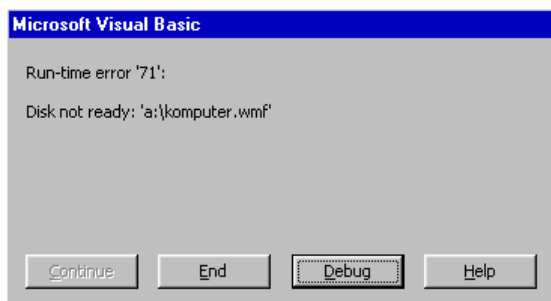 Microsoft Visual Basic
Run-time error '71':
Disk not ready: 'a:\komputer.wmf'
Continue End Debug Help